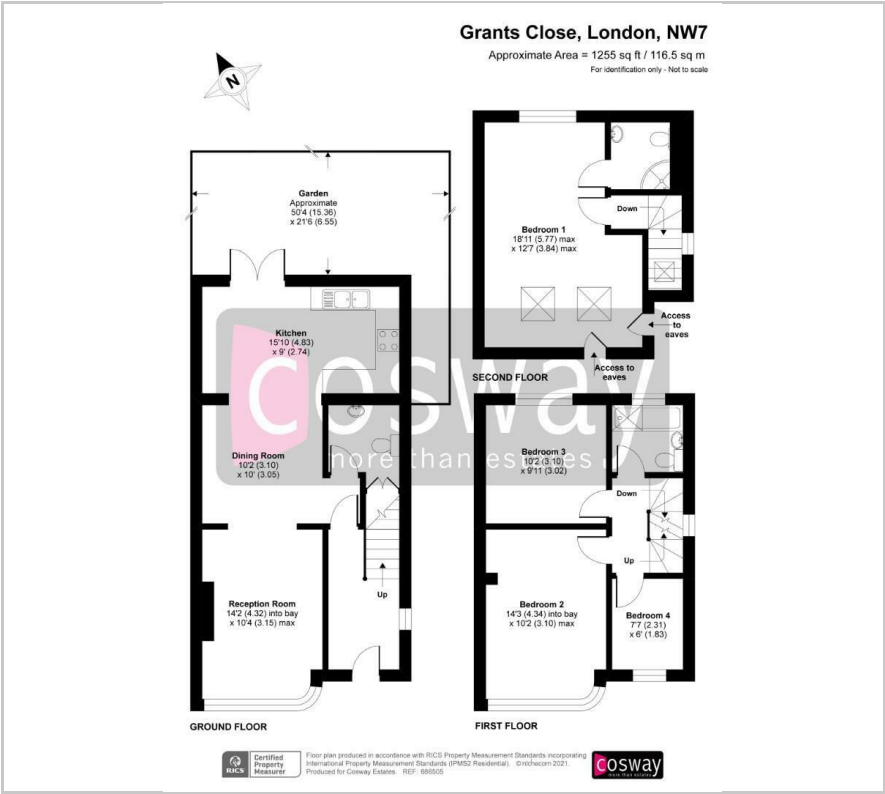 Grants Close, London, NW7
Approximate Area = 1255 sq ft / 116.5 sq m
For identification only - Not to scale
N
Garden
Approximate
50'4 (15.36)
x 21'6 (6.55)
Kitchen
15'10 (4.83)
x 9' (2.74)
Dining Room
10'2 (3.10)
x 10' (3.05)
Up
Reception Room
14'2 (4.32) into bay
x 10'4 (3.15) max
GROUND FLOOR
Bedroom 1
18'11 (5.77) max
x 12'7 (3.84) max
Down
Access
to
eaves
Access to
eaves
SECOND FLOOR
cosway
more than estates
Bedroom 3
10'2 (3.10)
x 9'11 (3.02)
Down
Up
Bedroom 2
14'3 (4.34) into bay
x 10'2 (3.10) max
Bedroom 4
7'7 (2.31)
x 6' (1.83)
FIRST FLOOR
RICS
Certified
Property
Measurer
Floor plan produced in accordance with RICS Property Measurement Standards incorporating
International Property Measurement Standards (IPMS2 Residential). © nichecom 2021.
Produced for Cosway Estates. REF: 686505
cosway
more than estates